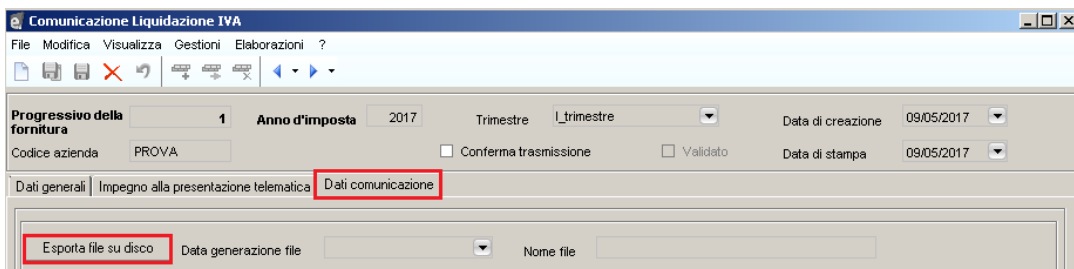 Comunicazione Liquidazione IVA
File Modifica Visualizza Gestioni Elaborazioni ?
Progressivo della fornitura 1 Anno d'imposta 2017 Trimestre I_trimestre Data di creazione 09/05/2017
Codice azienda PROVA Conferma trasmissione Validato Data di stampa 09/05/2017
Dati generali Impegno alla presentazione telematica Dati comunicazione
Esporta file su disco Data generazione file Nome file